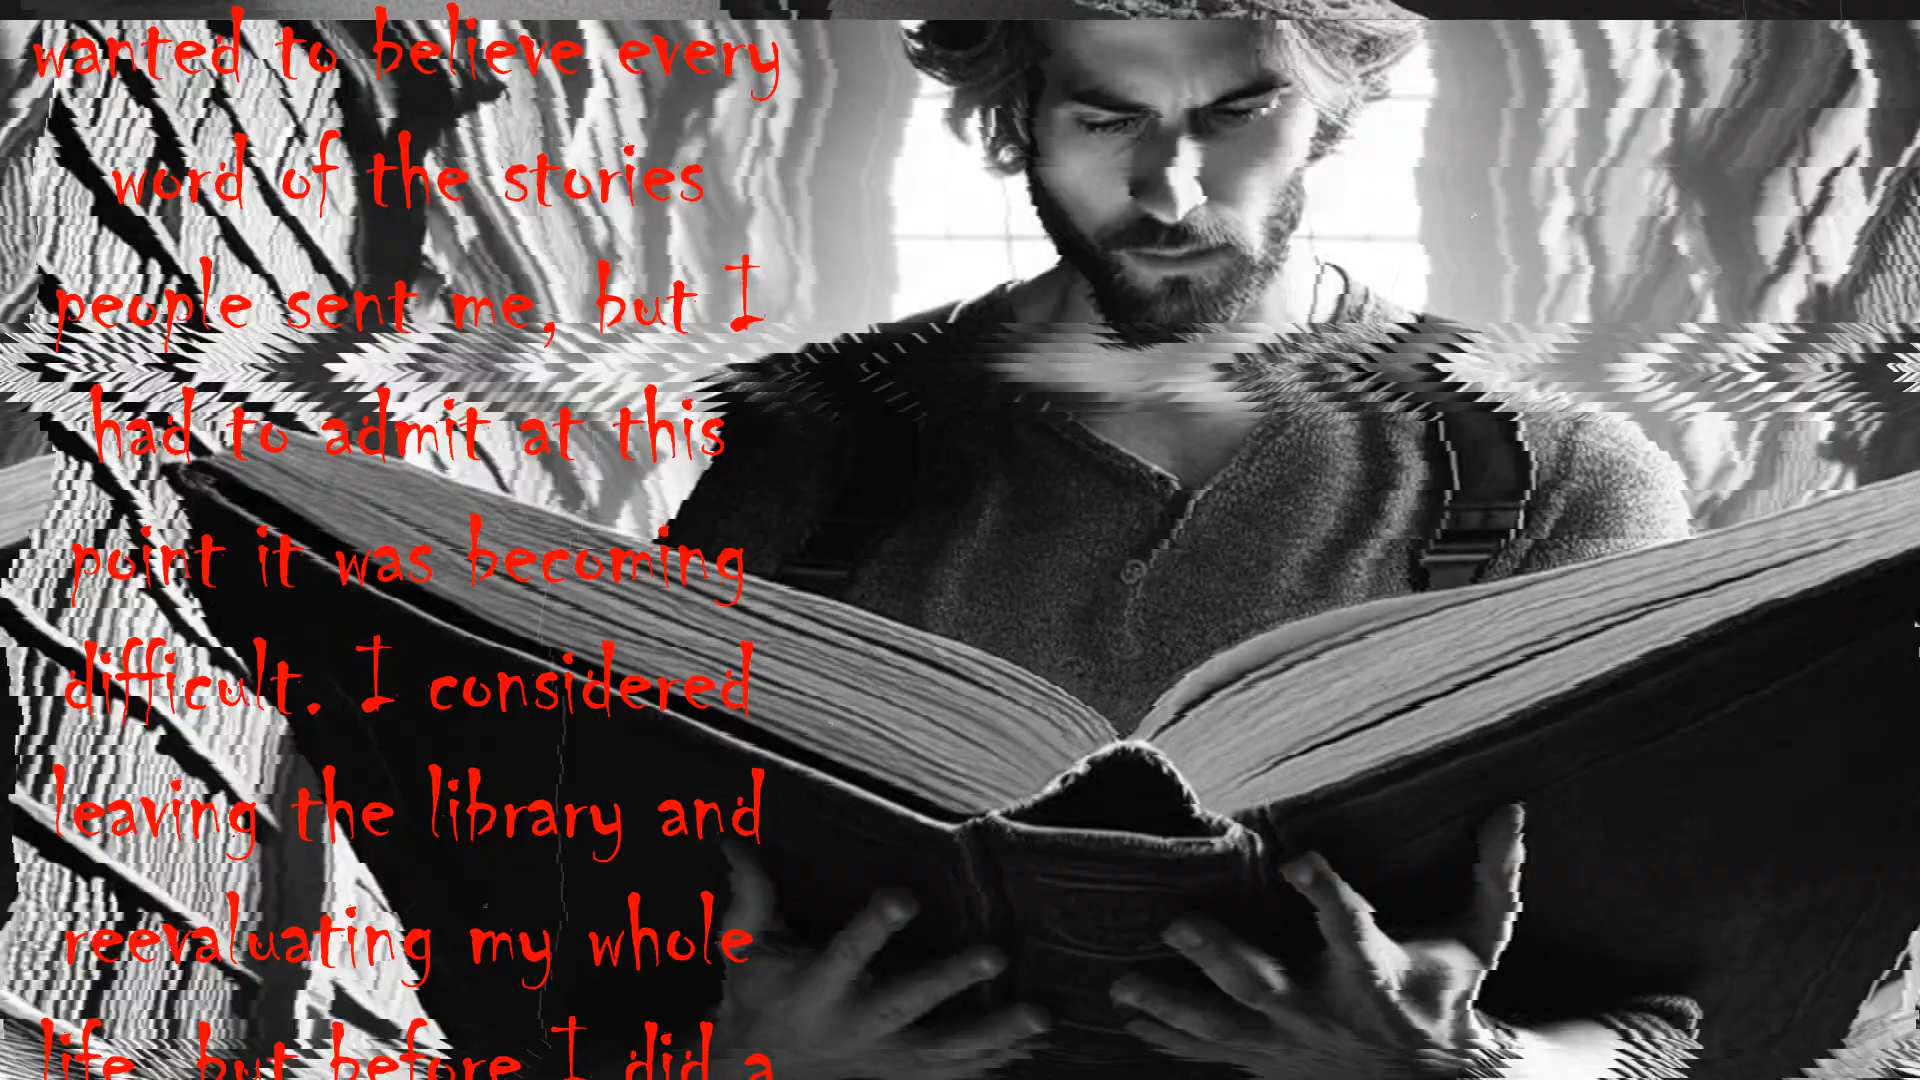 wanted to believe every
word of the stories
people sent me, but I
had to admit at this
point it was becoming
difficult. I considered
leaving the library and
reevaluating my whole
life, but before I did a